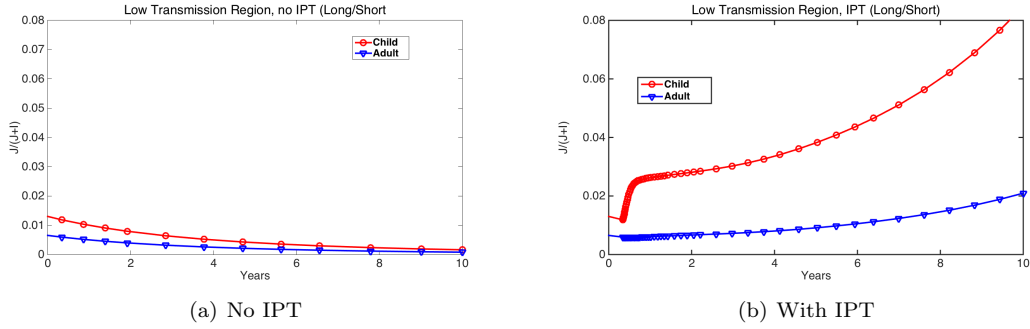 Low Transmission Region, no IPT (Long/Short
0.08
0.07
0.06
0.05
0.04
0.03
0.02
0.01
0
J/(J+I)
Child
Adult
0 2 4 6 8 10
Years
(a) No IPT
Low Transmission Region, IPT (Long/Short)
0.08
0.06
0.04
0.02
0
J/(J+I)
Child
Adult
0 2 4 6 8 10
Years
(b) With IPT